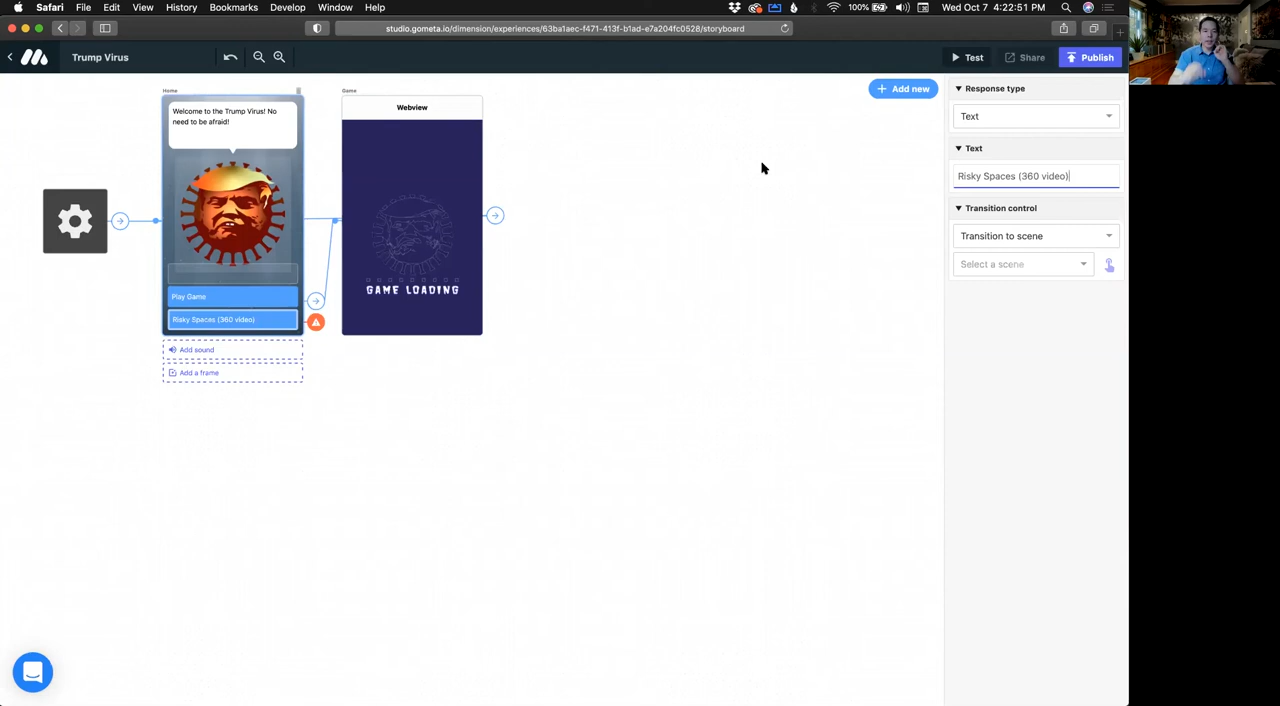 Safari File Edit View History Bookmarks Develop Window Help
100% Wed Oct 7 4:22:51 PM
studio.gometa.io/dimension/experiences/63ba1aec-f471-413f-b1ad-e7a204fc0528/storyboard
Trump Virus
Test
Share
Publish
Home
Game
Add new
Welcome to the Trump Virus! No
need to be afraid!
Webview
GAME LOADING
Play Game
Risky Spaces (360 video)
Add sound
Add a frame
Response type
Text
Text
Risky Spaces (360 video)
Transition control
Transition to scene
Select a scene